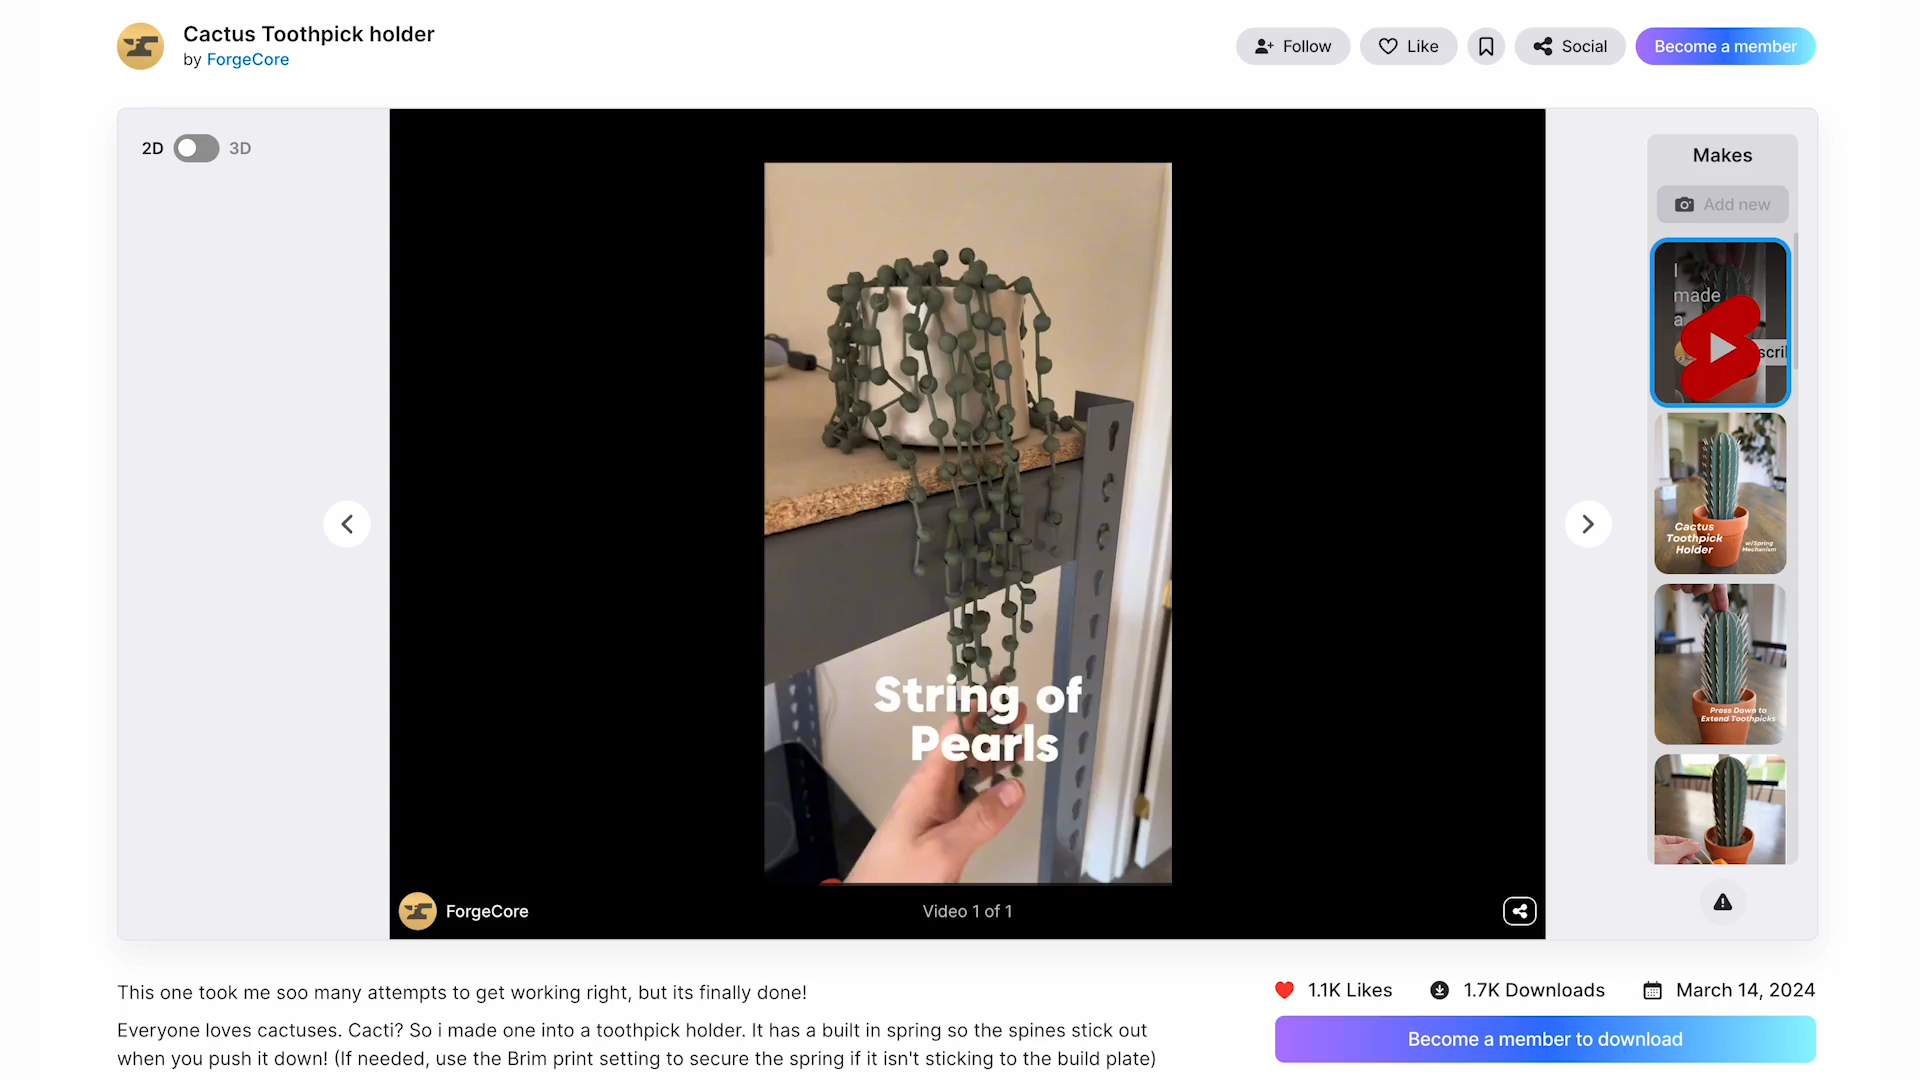 Cactus Toothpick holder
by ForgeCore
Follow
Like
Social
Become a member
2D
3D
Makes
Add new
I
made
a
scri
Cactus
Toothpick
Holder
w/Spring
Mechanism
Press Down to
Extend Toothpicks
String of
Pearls
ForgeCore
Video 1 of 1
This one took me soo many attempts to get working right, but its finally done!
Everyone loves cactuses. Cacti? So i made one into a toothpick holder. It has a built in spring so the spines stick out
when you push it down! (If needed, use the Brim print setting to secure the spring if it isn't sticking to the build plate)
1.1K Likes
1.7K Downloads
March 14, 2024
Become a member to download